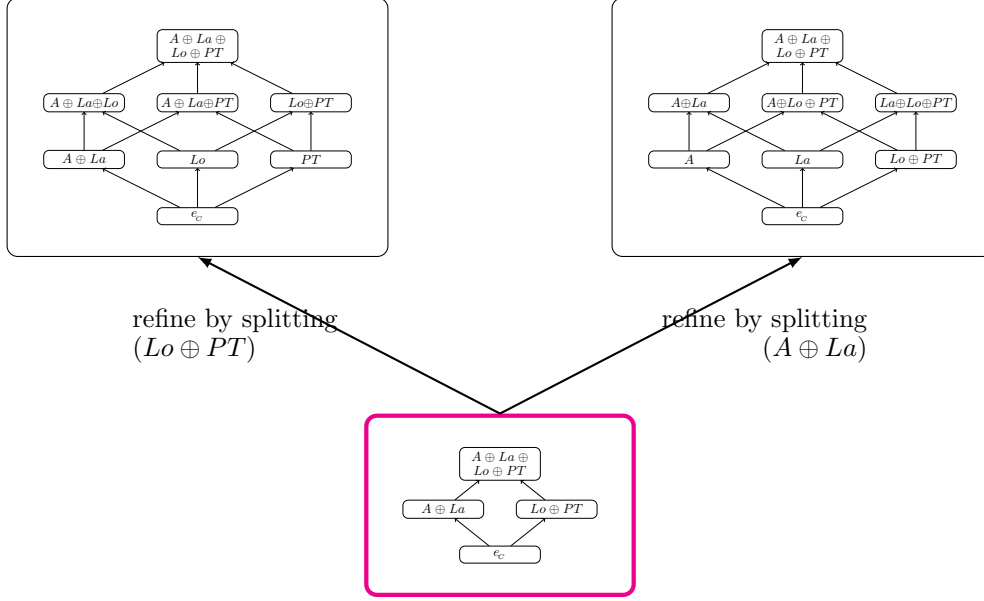 A ⊕ La ⊕
Lo ⊕ PT
A ⊕ La⊕Lo
A ⊕ La⊕PT
Lo⊕PT
A ⊕ La
Lo
PT
e_C
A ⊕ La ⊕
Lo ⊕ PT
A⊕La
A⊕Lo ⊕ PT
La⊕Lo⊕PT
A
La
Lo ⊕ PT
e_C
refine by splitting
(Lo ⊕ PT)
refine by splitting
(A ⊕ La)
A ⊕ La ⊕
Lo ⊕ PT
A ⊕ La
Lo ⊕ PT
e_C